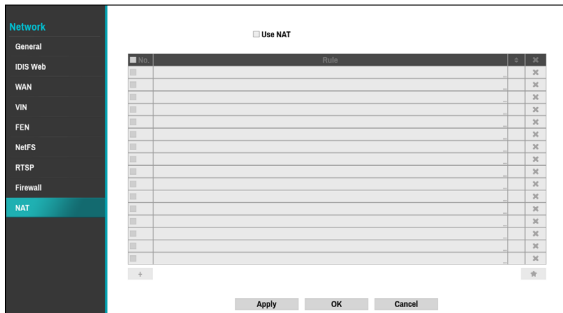 Network
General
IDIS Web
WAN
VIN
FEN
NetFS
RTSP
Firewall
NAT
Use NAT
No. Rule
Apply OK Cancel